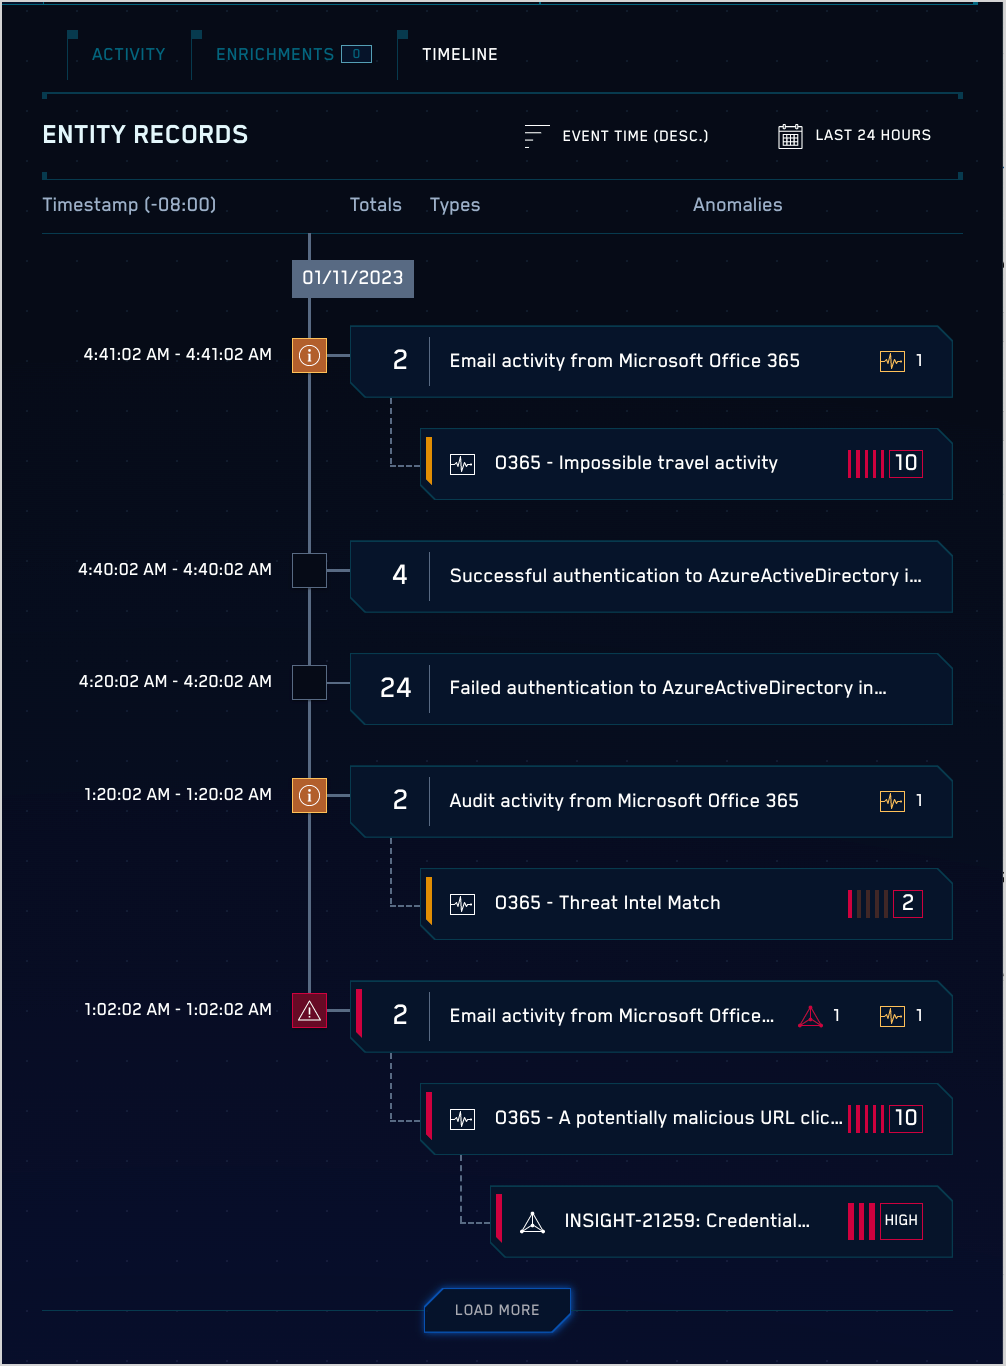 ACTIVITY ENRICHMENTS 0 TIMELINE
ENTITY RECORDS EVENT TIME (DESC.) LAST 24 HOURS
Timestamp (-08:00) Totals Types Anomalies
01/11/2023
4:41:02 AM - 4:41:02 AM 2 Email activity from Microsoft Office 365 1
O365 - Impossible travel activity 10
4:40:02 AM - 4:40:02 AM 4 Successful authentication to AzureActiveDirectory i...
4:20:02 AM - 4:20:02 AM 24 Failed authentication to AzureActiveDirectory in...
1:20:02 AM - 1:20:02 AM 2 Audit activity from Microsoft Office 365 1
O365 - Threat Intel Match 2
1:02:02 AM - 1:02:02 AM 2 Email activity from Microsoft Office... 1 1
O365 - A potentially malicious URL clic... 10
INSIGHT-21259: Credential... HIGH
LOAD MORE